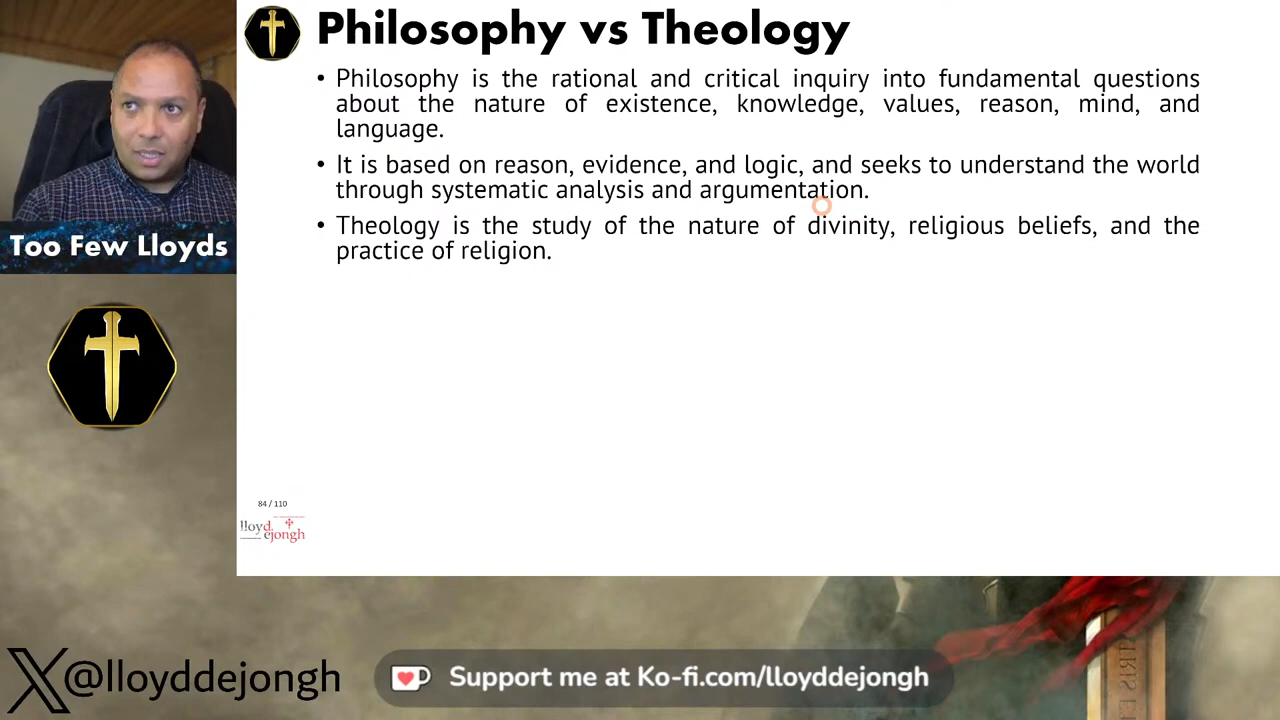 Philosophy vs Theology
• Philosophy is the rational and critical inquiry into fundamental questions
about the nature of existence, knowledge, values, reason, mind, and
language.
• It is based on reason, evidence, and logic, and seeks to understand the world
through systematic analysis and argumentation.
• Theology is the study of the nature of divinity, religious beliefs, and the
practice of religion.
Too Few Lloyds
84 / 110
lloyd
ejongh
X@lloyddejongh
Support me at Ko-fi.com/lloyddejongh